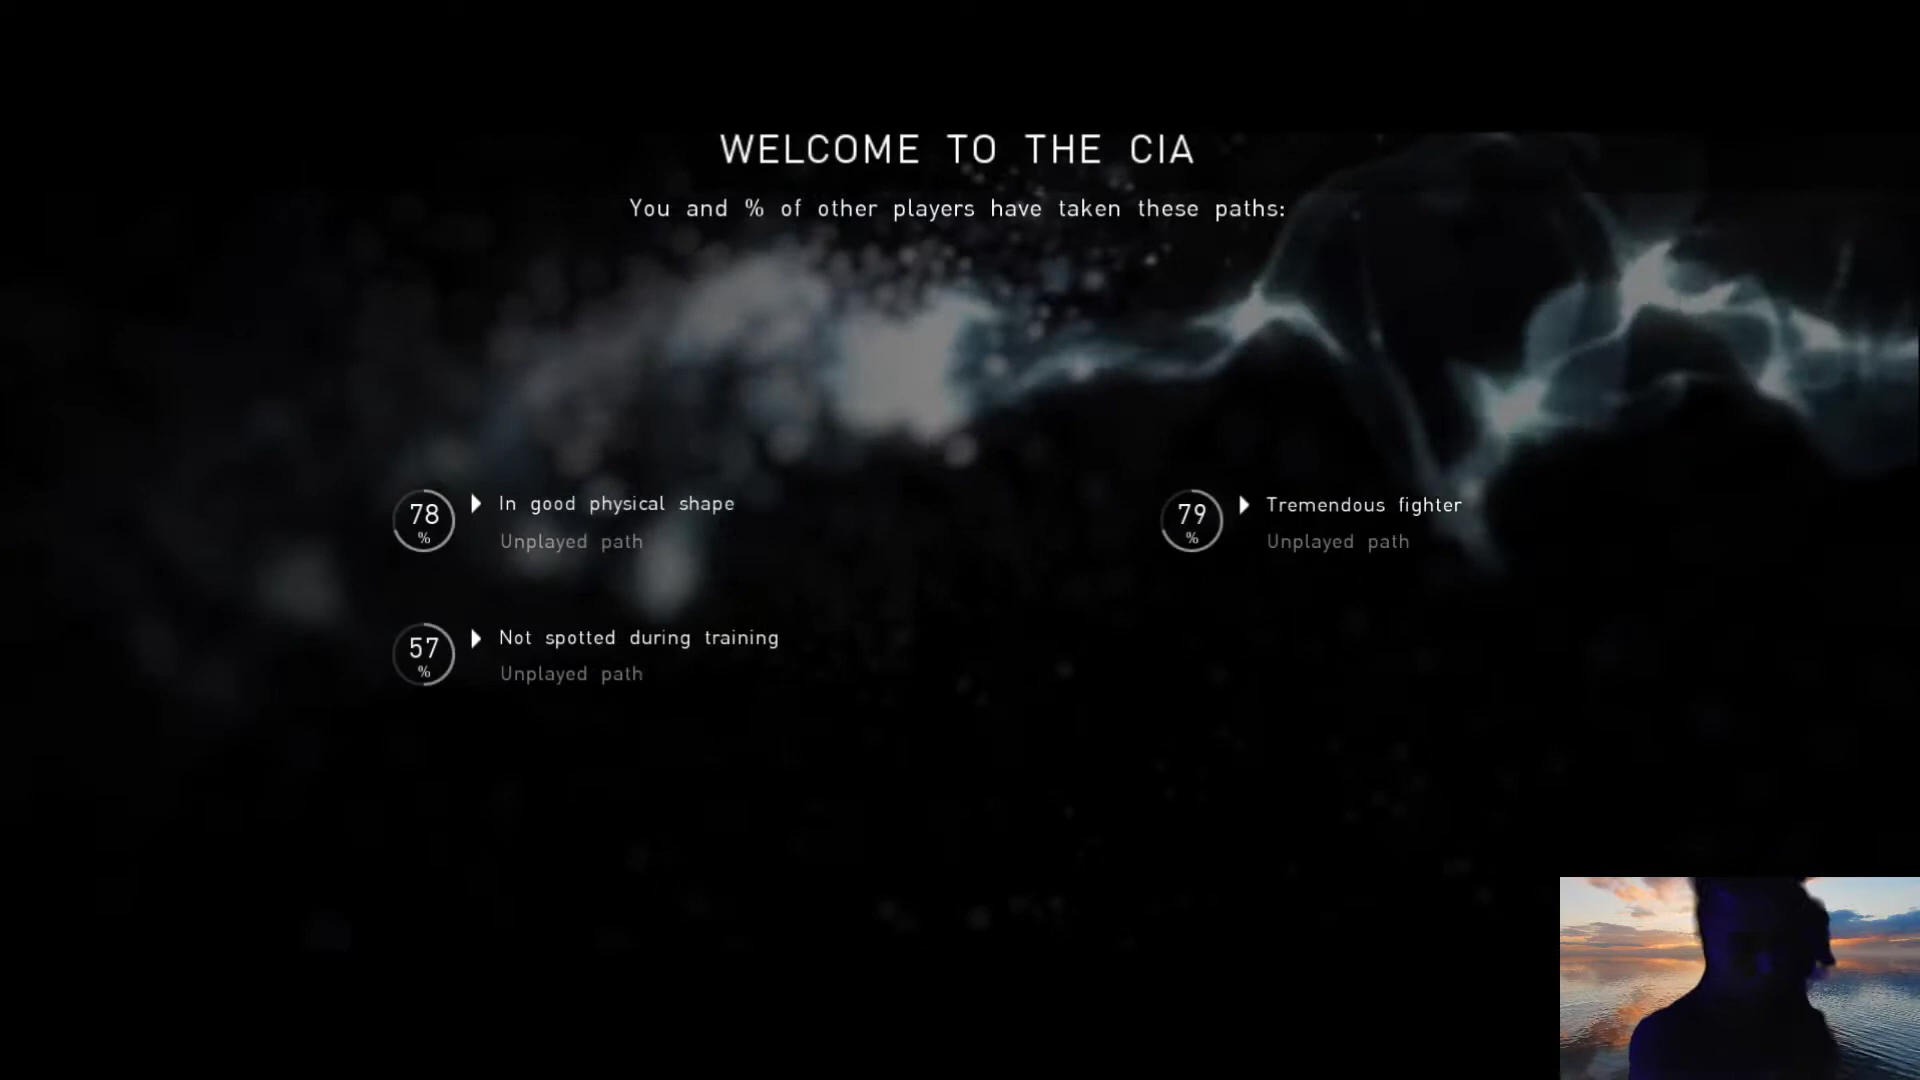 WELCOME TO THE CIA
You and % of other players have taken these paths:
78 %
In good physical shape
Unplayed path
79 %
Tremendous fighter
Unplayed path
57 %
Not spotted during training
Unplayed path